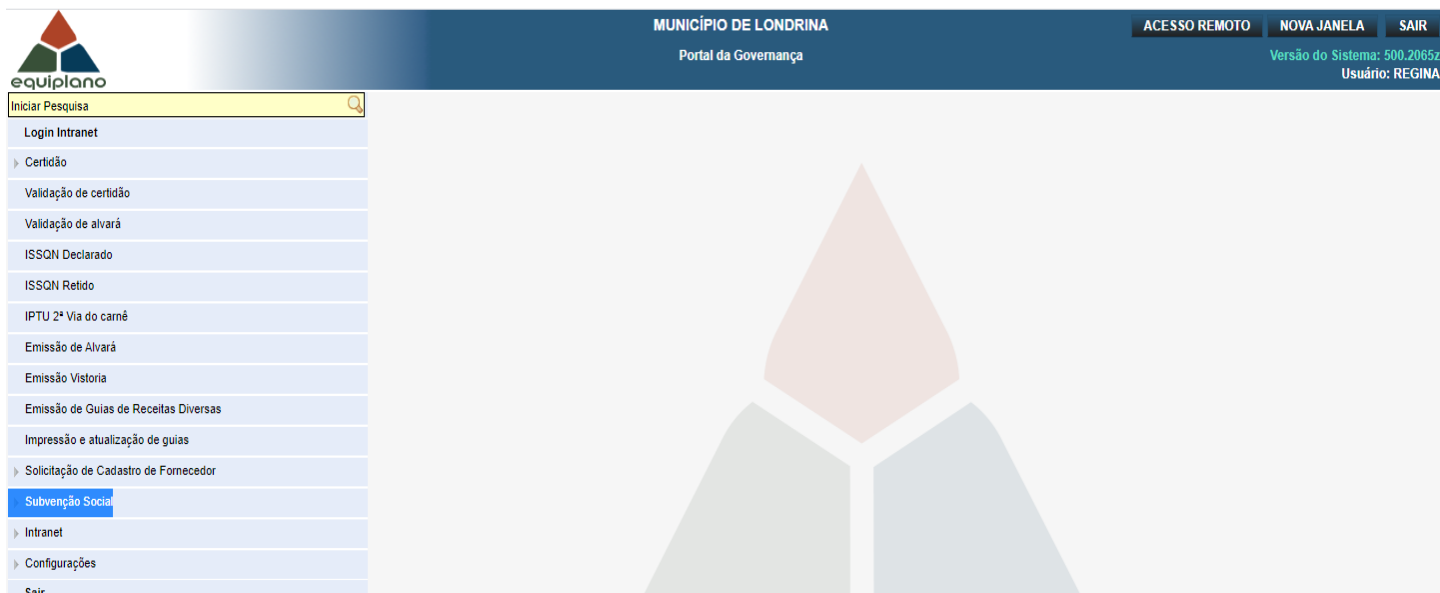 MUNICÍPIO DE LONDRINA
ACESSO REMOTO NOVA JANELA SAIR
Portal da Governança
Versão do Sistema: 500.2065z
Usuário: REGINA
equiplano
Iniciar Pesquisa
Login Intranet
Certidão
Validação de certidão
Validação de alvará
ISSQN Declarado
ISSQN Retido
IPTU 2ª Via do carnê
Emissão de Alvará
Emissão Vistoria
Emissão de Guias de Receitas Diversas
Impressão e atualização de guias
Solicitação de Cadastro de Fornecedor
Subvenção Social
Intranet
Configurações
Sair